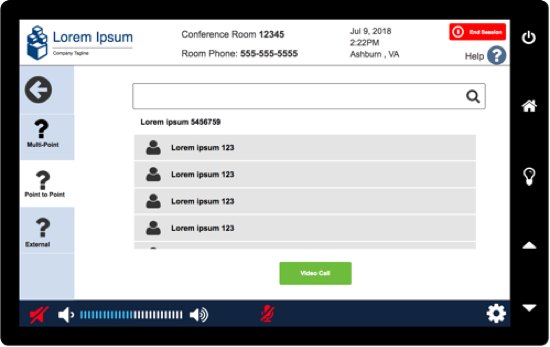 Lorem Ipsum
Company Tagline
Conference Room 12345
Room Phone: 555-555-5555
Jul 9, 2018
2:22PM
Ashburn , VA
End Session
Help ?
Multi-Point
Point to Point
External
Lorem ipsum 5456759
Lorem ipsum 123
Lorem ipsum 123
Lorem ipsum 123
Lorem ipsum 123
Video Call